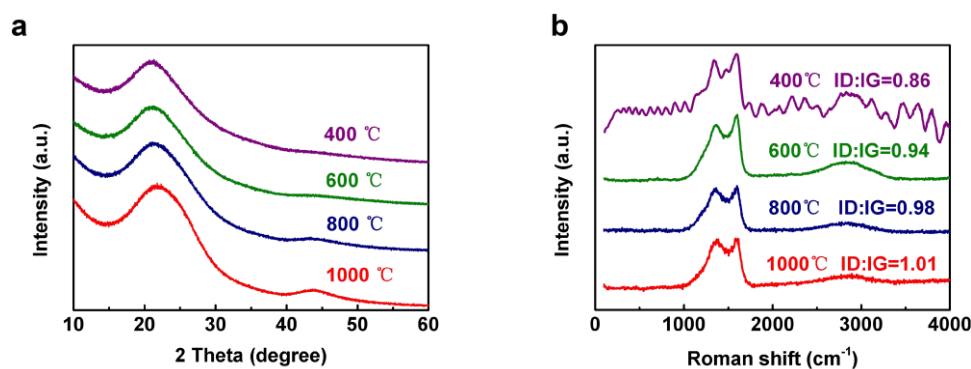 a
Intensity (a.u.)
400 ℃
600 ℃
800 ℃
1000 ℃
10 20 30 40 50 60
2 Theta (degree)
b
Intensity (a.u.)
400℃ ID:IG=0.86
600℃ ID:IG=0.94
800℃ ID:IG=0.98
1000℃ ID:IG=1.01
0 1000 2000 3000 4000
Roman shift (cm⁻¹)